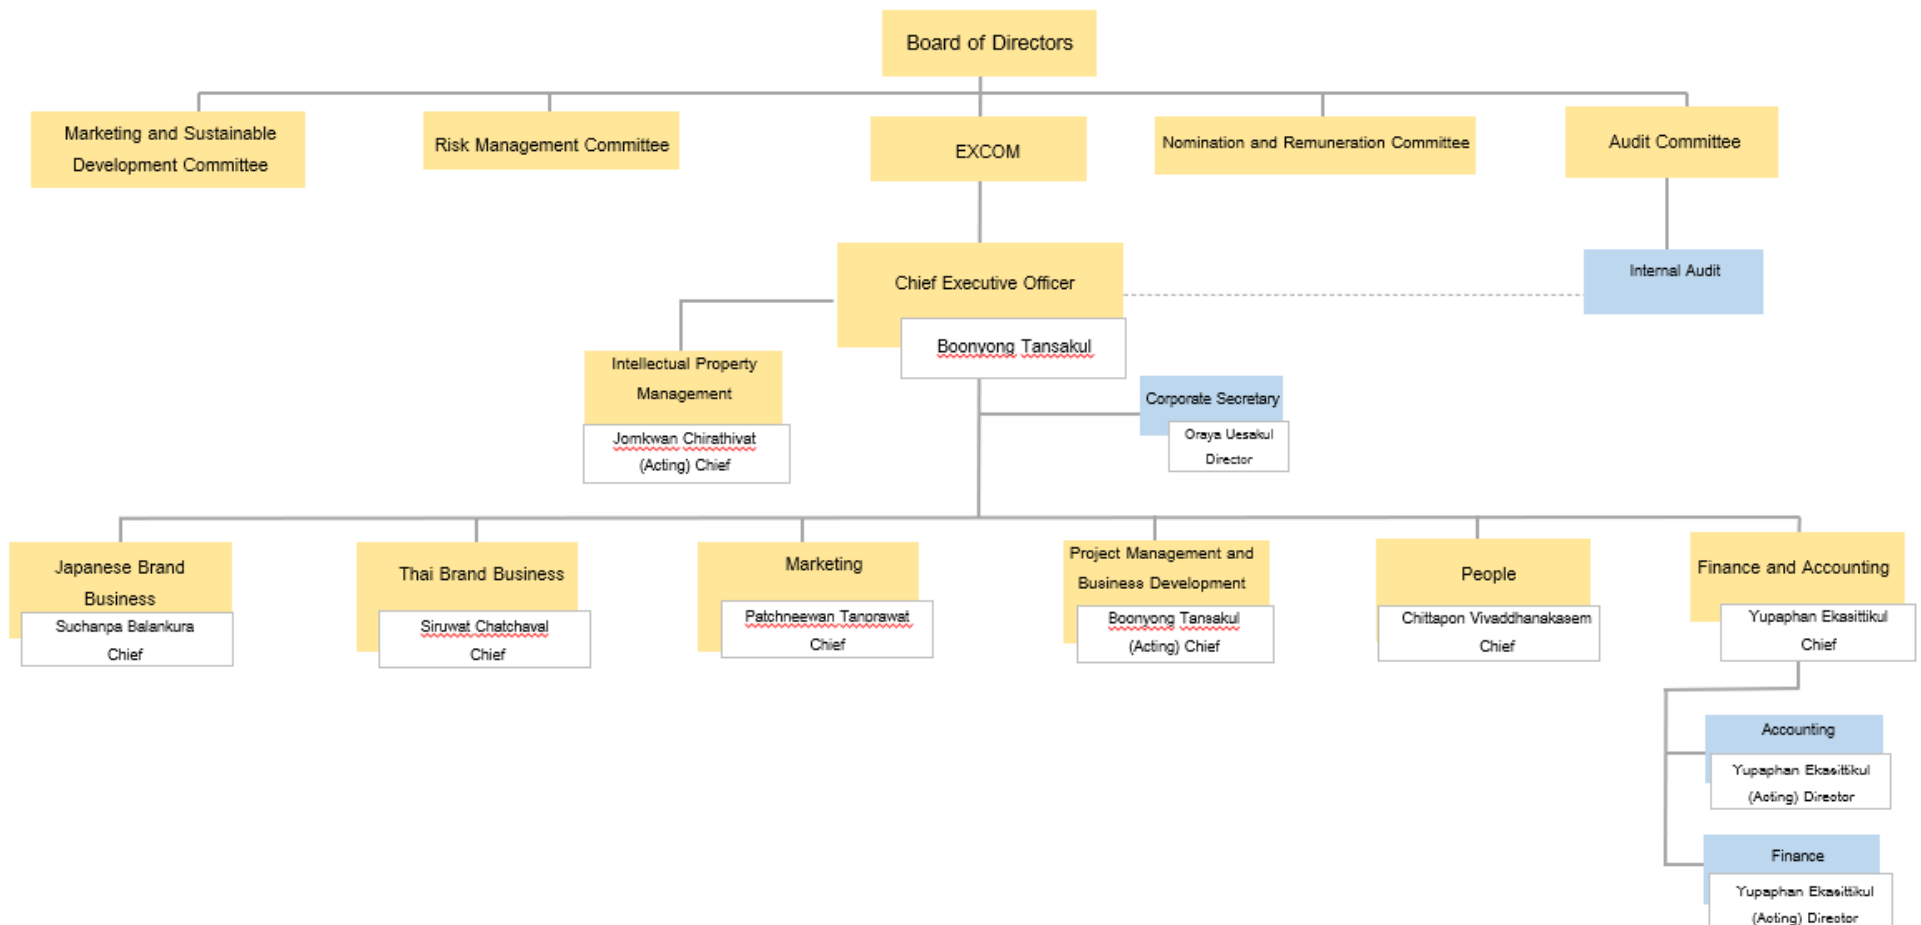 Board of Directors
Marketing and Sustainable
Development Committee
Risk Management Committee
EXCOM
Nomination and Remuneration Committee
Audit Committee
Chief Executive Officer
Boonyong Tansakul
Internal Audit
Intellectual Property
Management
Jomkwan Chirathivat
(Acting) Chief
Corporate Secretary
Oraya Uesakul
Director
Japanese Brand
Business
Suchanpa Balankura
Chief
Thai Brand Business
Siruwat Chatchaval
Chief
Marketing
Patchneewan Tanprawat
Chief
Project Management and
Business Development
Boonyong Tansakul
(Acting) Chief
People
Chittapon Vivaddhanakasem
Chief
Finance and Accounting
Yupaphan Ekasittikul
Chief
Accounting
Yupaphan Ekasittikul
(Acting) Director
Finance
Yupaphan Ekasittikul
(Acting) Director